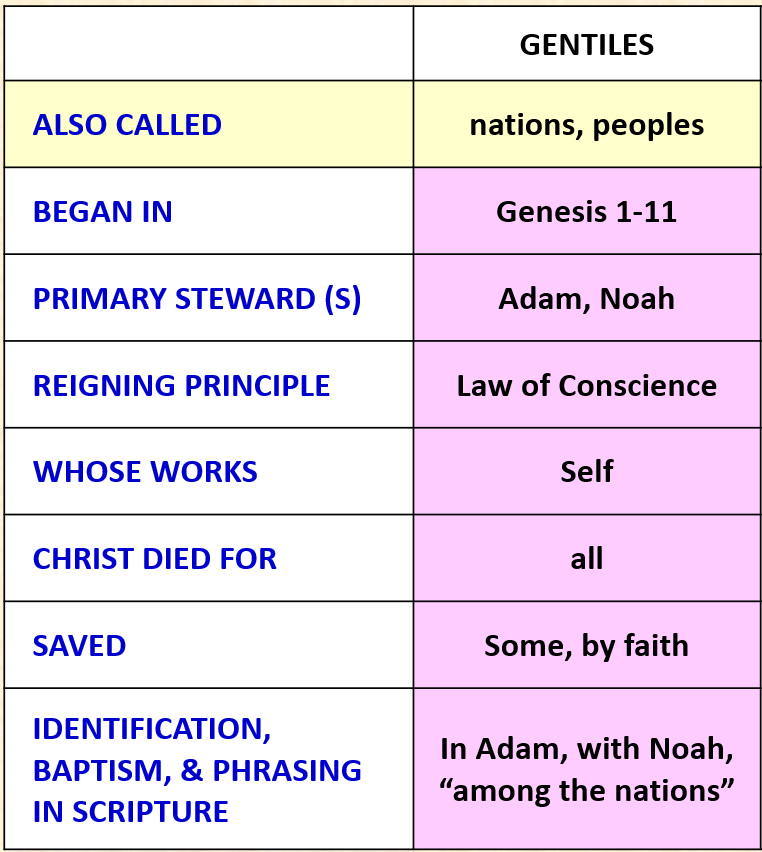 GENTILES
ALSO CALLED nations, peoples
BEGAN IN Genesis 1-11
PRIMARY STEWARD (S) Adam, Noah
REIGNING PRINCIPLE Law of Conscience
WHOSE WORKS Self
CHRIST DIED FOR all
SAVED Some, by faith
IDENTIFICATION,
BAPTISM, & PHRASING
IN SCRIPTURE
In Adam, with Noah,
“among the nations”